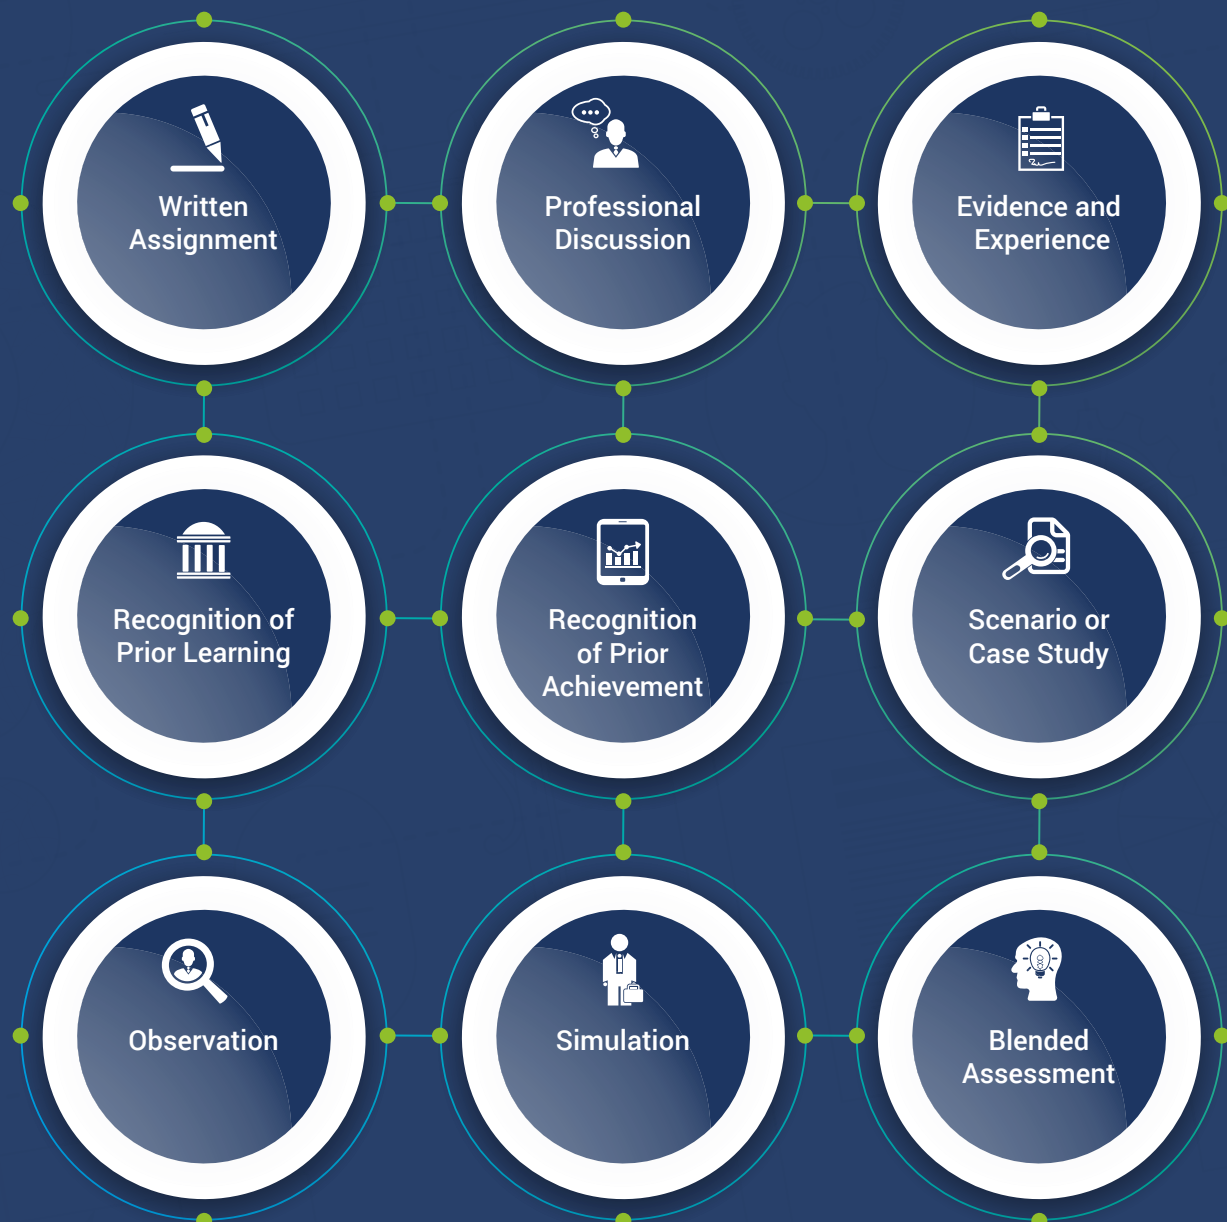 Written
Assignment
Professional
Discussion
Evidence and
Experience
Recognition of
Prior Learning
Recognition
of Prior
Achievement
Scenario or
Case Study
Observation
Simulation
Blended
Assessment